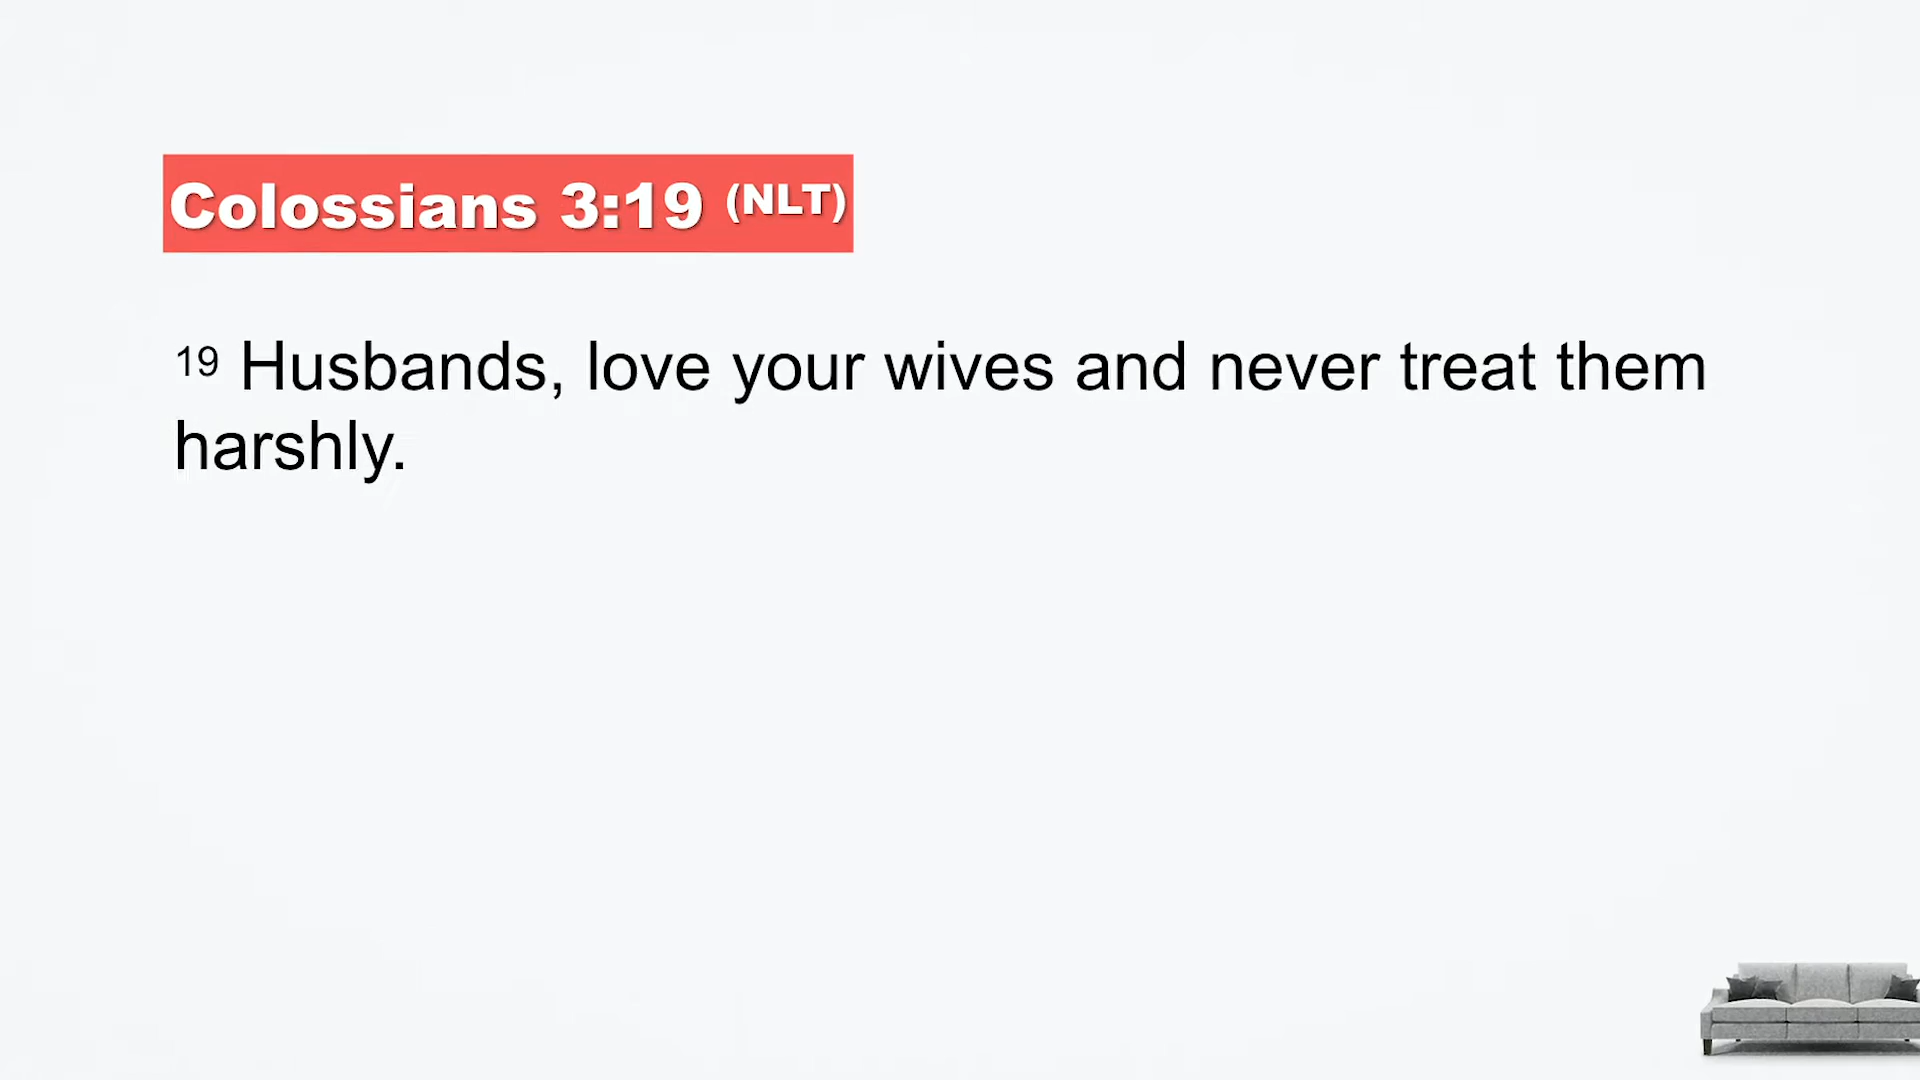 Colossians 3:19 (NLT)
19 Husbands, love your wives and never treat them
harshly.